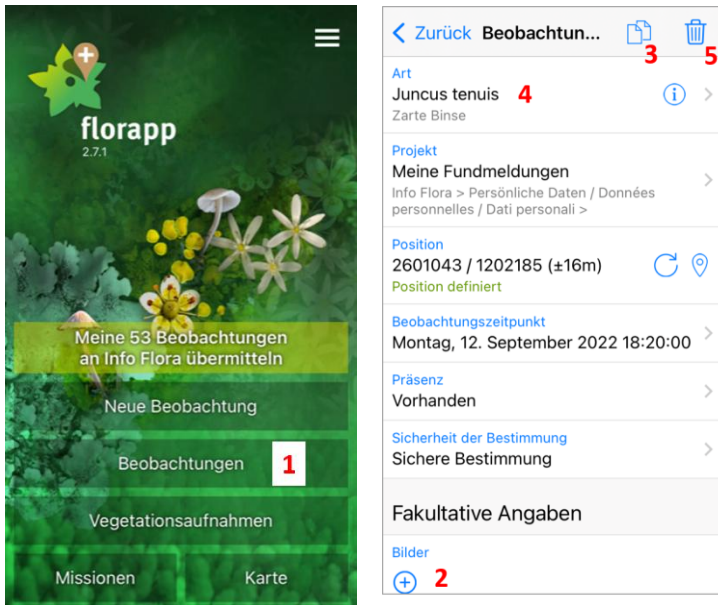 florapp
2.7.1
Meine 53 Beobachtungen
an Info Flora übermitteln
Neue Beobachtung
Beobachtungen 1
Vegetationsaufnahmen
Missionen Karte
Zurück Beobachtun... 3 5
Art
Juncus tenuis 4
Zarte Binse
Projekt
Meine Fundmeldungen
Info Flora > Persönliche Daten / Données
personnelles / Dati personali >
Position
2601043 / 1202185 (±16m)
Position definiert
Beobachtungszeitpunkt
Montag, 12. September 2022 18:20:00
Präsenz
Vorhanden
Sicherheit der Bestimmung
Sichere Bestimmung
Fakultative Angaben
Bilder
2